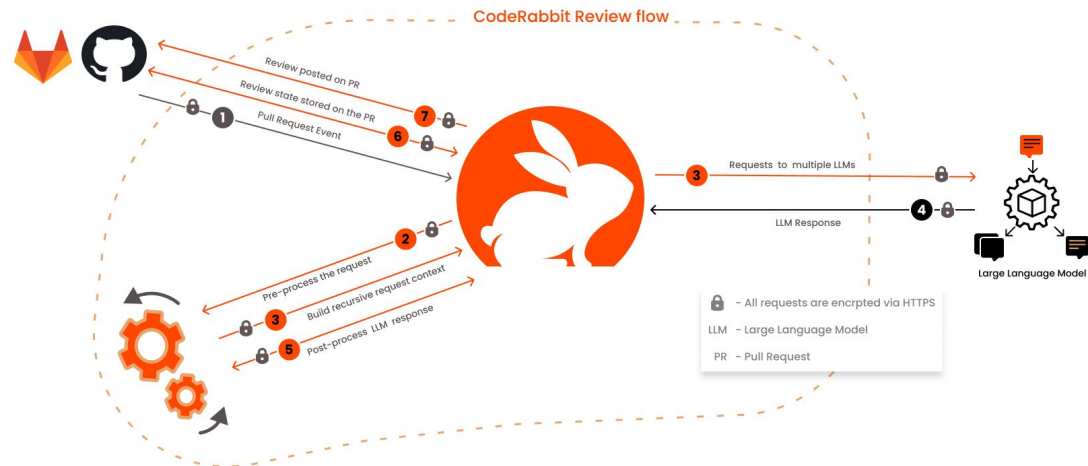 CodeRabbit Review flow
Review posted on PR
7
Review state stored on the PR
6
1
Pull Request Event
3
Requests to multiple LLMs
4
LLM Response
Large Language Model
2
Pre-process the request
3
Build recursive request context
5
Post-process LLM response
- All requests are encrpted via HTTPS
LLM - Large Language Model
PR - Pull Request